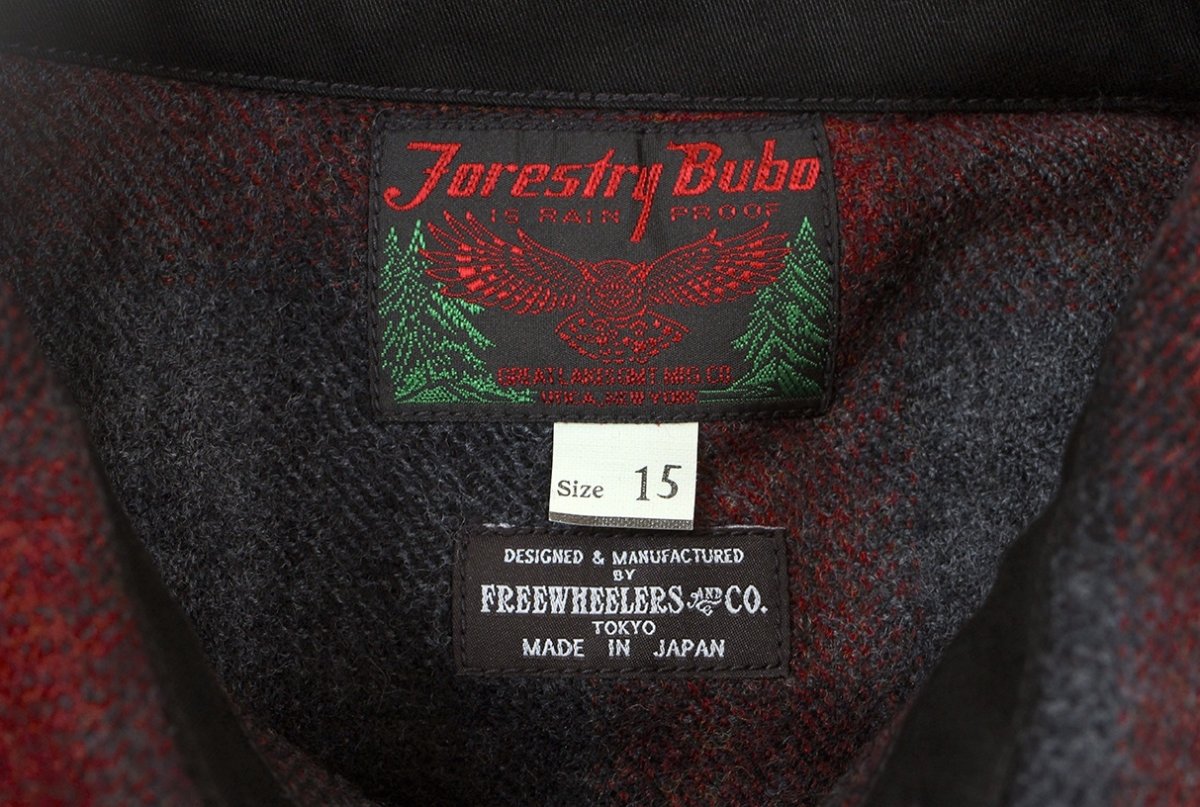 Forestry Bubo
IS RAIN PROOF
GREAT LAKES GMT MFG CO
UTICA, NEW YORK
Size 15
DESIGNED & MANUFACTURED
BY
FREEWHEELERS AND CO.
TOKYO
MADE IN JAPAN